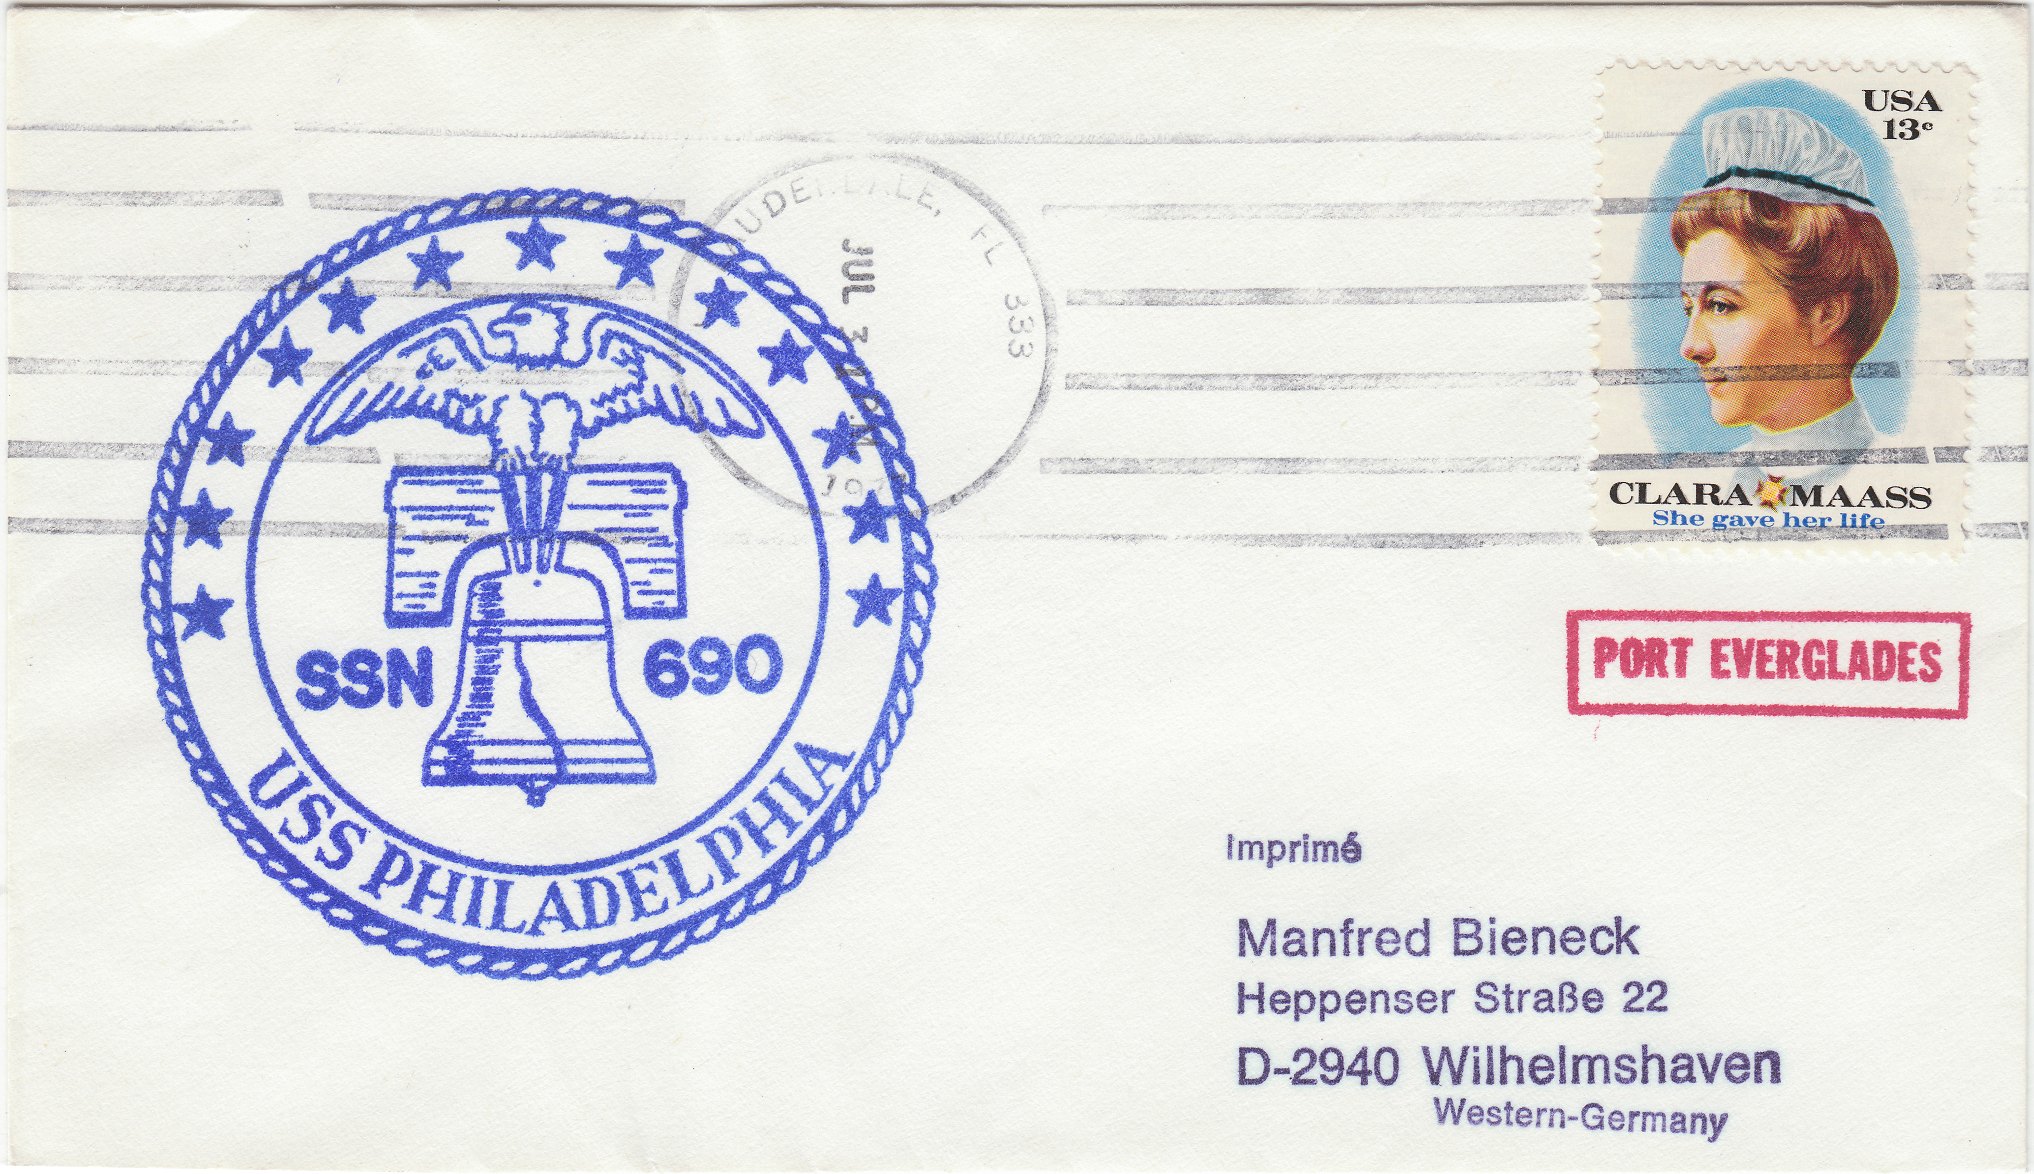 USA
13c
CLARA MAASS
She gave her life
FL 333
JUL 3
SSN 690
USS PHILADELPHIA
PORT EVERGLADES
Imprimé
Manfred Bieneck
Heppenser Straße 22
D-2940 Wilhelmshaven
Western-Germany